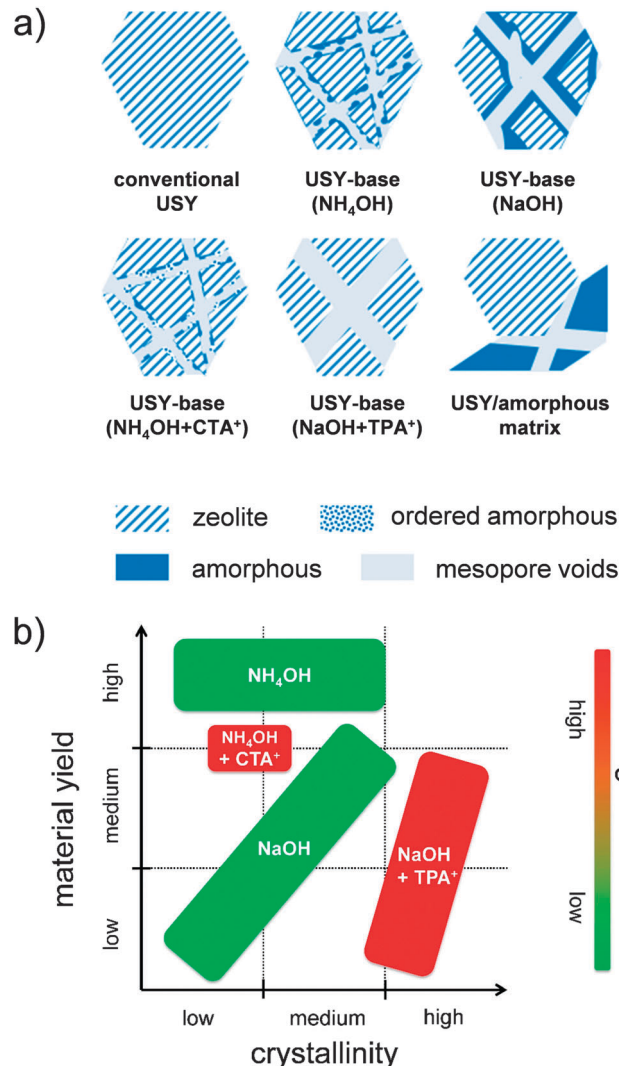 a)
conventional
USY
USY-base
(NH₄OH)
USY-base
(NaOH)
USY-base
(NH₄OH+CTA⁺)
USY-base
(NaOH+TPA⁺)
USY/amorphous
matrix
zeolite
ordered amorphous
amorphous
mesopore voids
b)
material yield
high
medium
low
NH₄OH
NH₄OH
+ CTA⁺
NaOH
NaOH
+ TPA⁺
low
medium
high
crystallinity
high
low